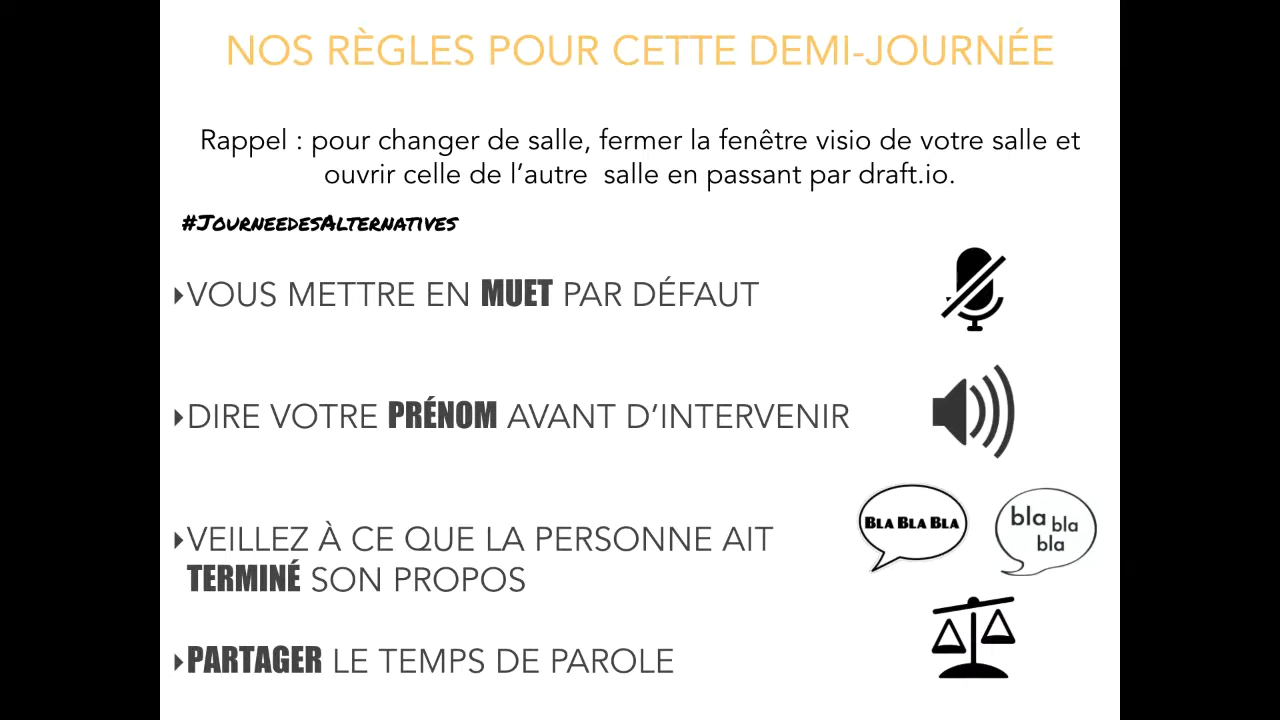 NOS RÈGLES POUR CETTE DEMI-JOURNÉE
Rappel : pour changer de salle, fermer la fenêtre visio de votre salle et
ouvrir celle de l’autre  salle en passant par draft.io.
#JourneedesAlternatives
VOUS METTRE EN MUET PAR DÉFAUT
DIRE VOTRE PRÉNOM AVANT D’INTERVENIR
VEILLEZ À CE QUE LA PERSONNE AIT
TERMINÉ SON PROPOS
Bla Bla Bla
bla bla
bla
PARTAGER LE TEMPS DE PAROLE